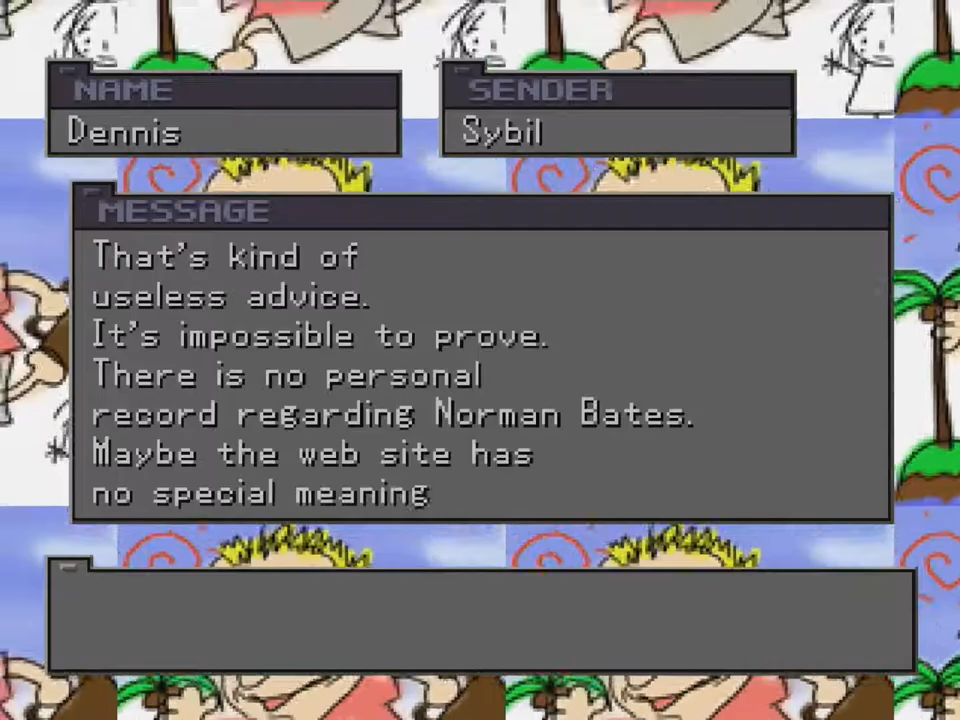 NAME
Dennis
SENDER
Sybil
MESSAGE
That's kind of
useless advice.
It's impossible to prove.
There is no personal
record regarding Norman Bates.
Maybe the web site has
no special meaning